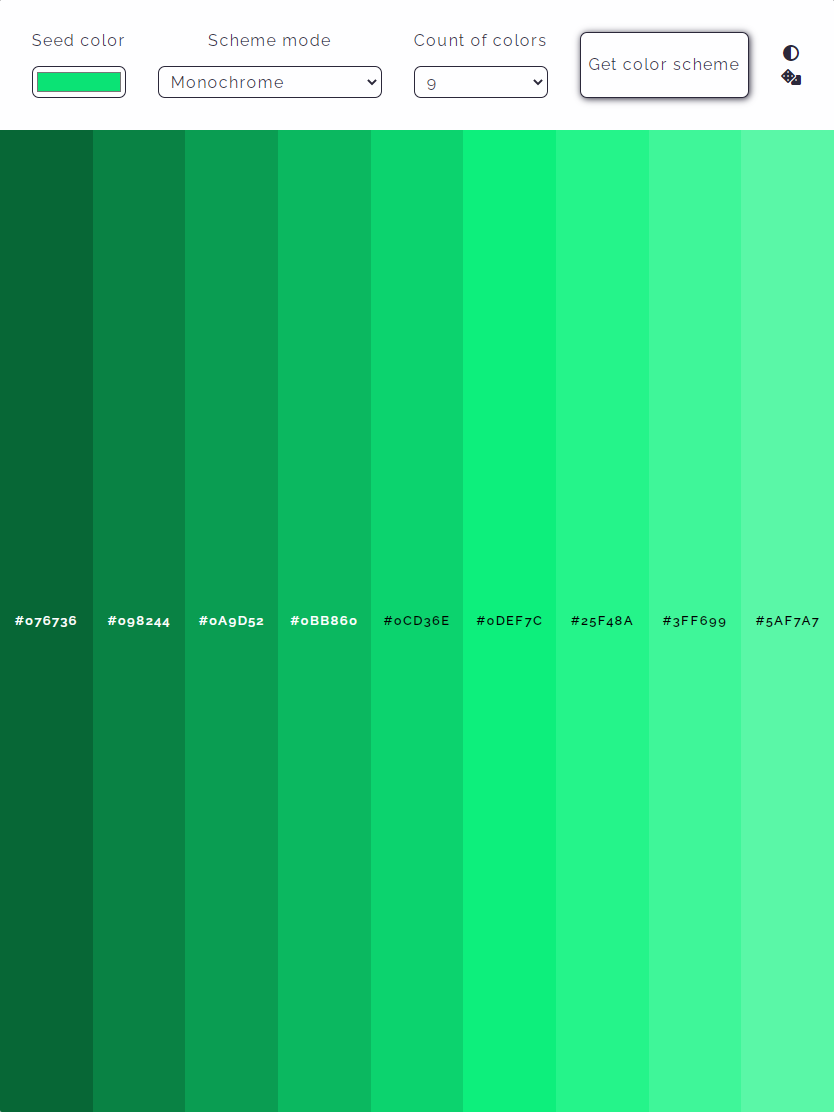 Seed color
Scheme mode
Count of colors
Monochrome
9
Get color scheme
#076736
#098244
#0A9D52
#0BB860
#0CD36E
#0DEF7C
#25F48A
#3FF699
#5AF7A7